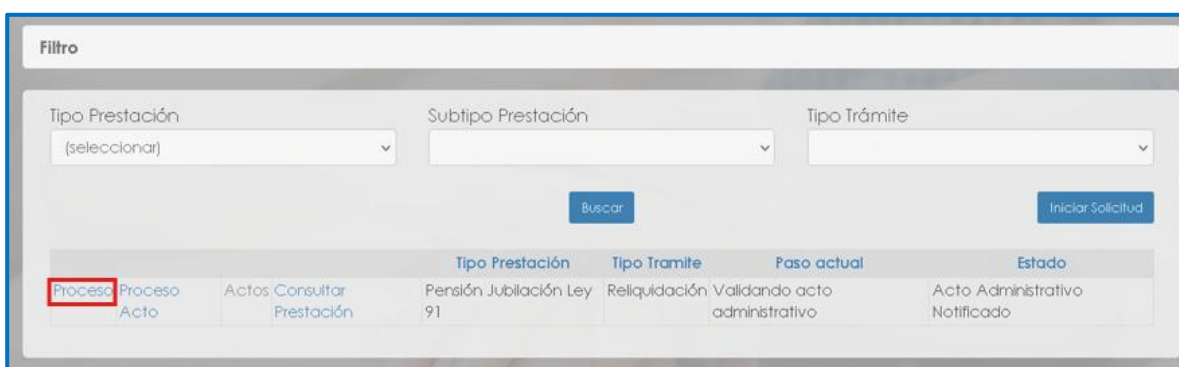 Filtro
Tipo Prestación Subtipo Prestación Tipo Trámite
(seleccionar)
Buscar Iniciar Solicitud
Tipo Prestación Tipo Tramite Paso actual Estado
Proceso Proceso Actos Consultar Pensión Jubilación Ley Reliquidación Validando acto Acto Administrativo
Acto Prestación 91 administrativo Notificado